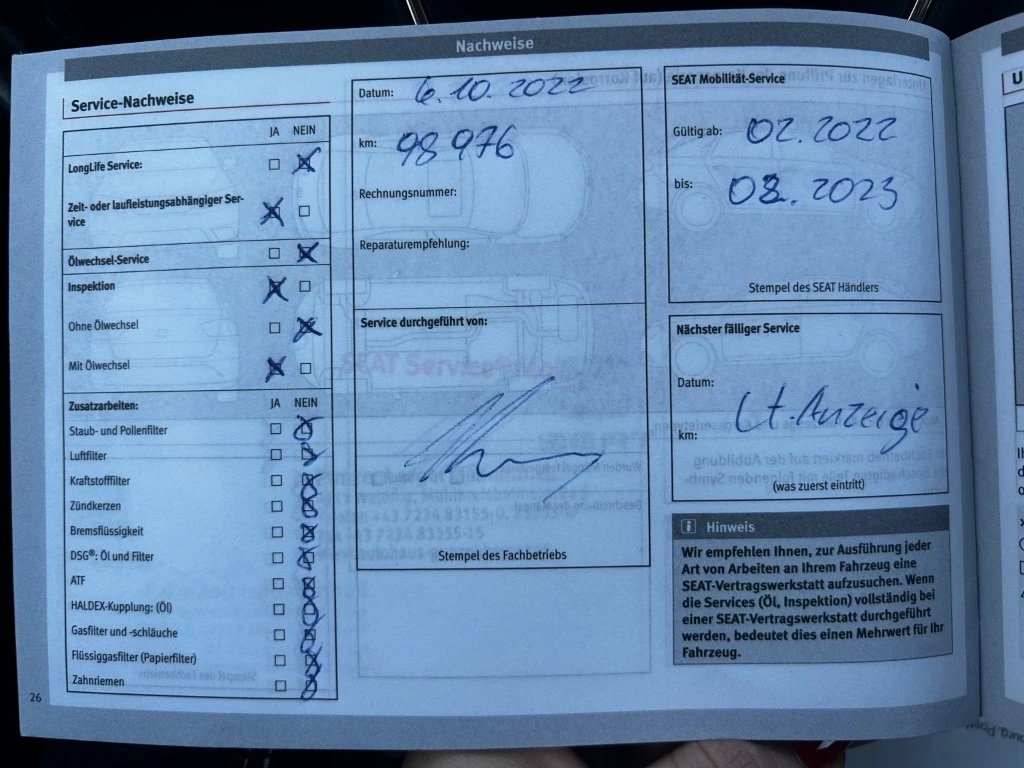 Nachweise
Service-Nachweise
JA NEIN
LongLife Service:
Zeit- oder laufleistungsabhängiger Ser-
vice
Ölwechsel-Service
Inspektion
Ohne Ölwechsel
Mit Ölwechsel
Zusatzarbeiten: JA NEIN
Staub- und Pollenfilter
Luftfilter
Kraftstofffilter
Zündkerzen
Bremsflüssigkeit
DSG®: Öl und Filter
ATF
HALDEX-Kupplung: (Öl)
Gasfilter und -schläuche
Flüssiggasfilter (Papierfilter)
Zahnriemen
26
Datum: 6.10.2022
km: 98 976
Rechnungsnummer:
Reparaturempfehlung:
Service durchgeführt von:
Stempel des Fachbetriebs
SEAT Mobilität-Service
Gültig ab: 02.2022
bis: 02.2023
Stempel des SEAT Händlers
Nächster fälliger Service
Datum:
Lt. Anzeige
km:
(was zuerst eintritt)
Hinweis
Wir empfehlen Ihnen, zur Ausführung jeder
Art von Arbeiten an Ihrem Fahrzeug eine
SEAT-Vertragswerkstatt aufzusuchen. Wenn
die Services (Öl, Inspektion) vollständig bei
einer SEAT-Vertragswerkstatt durchgeführt
werden, bedeutet dies einen Mehrwert für Ihr
Fahrzeug.